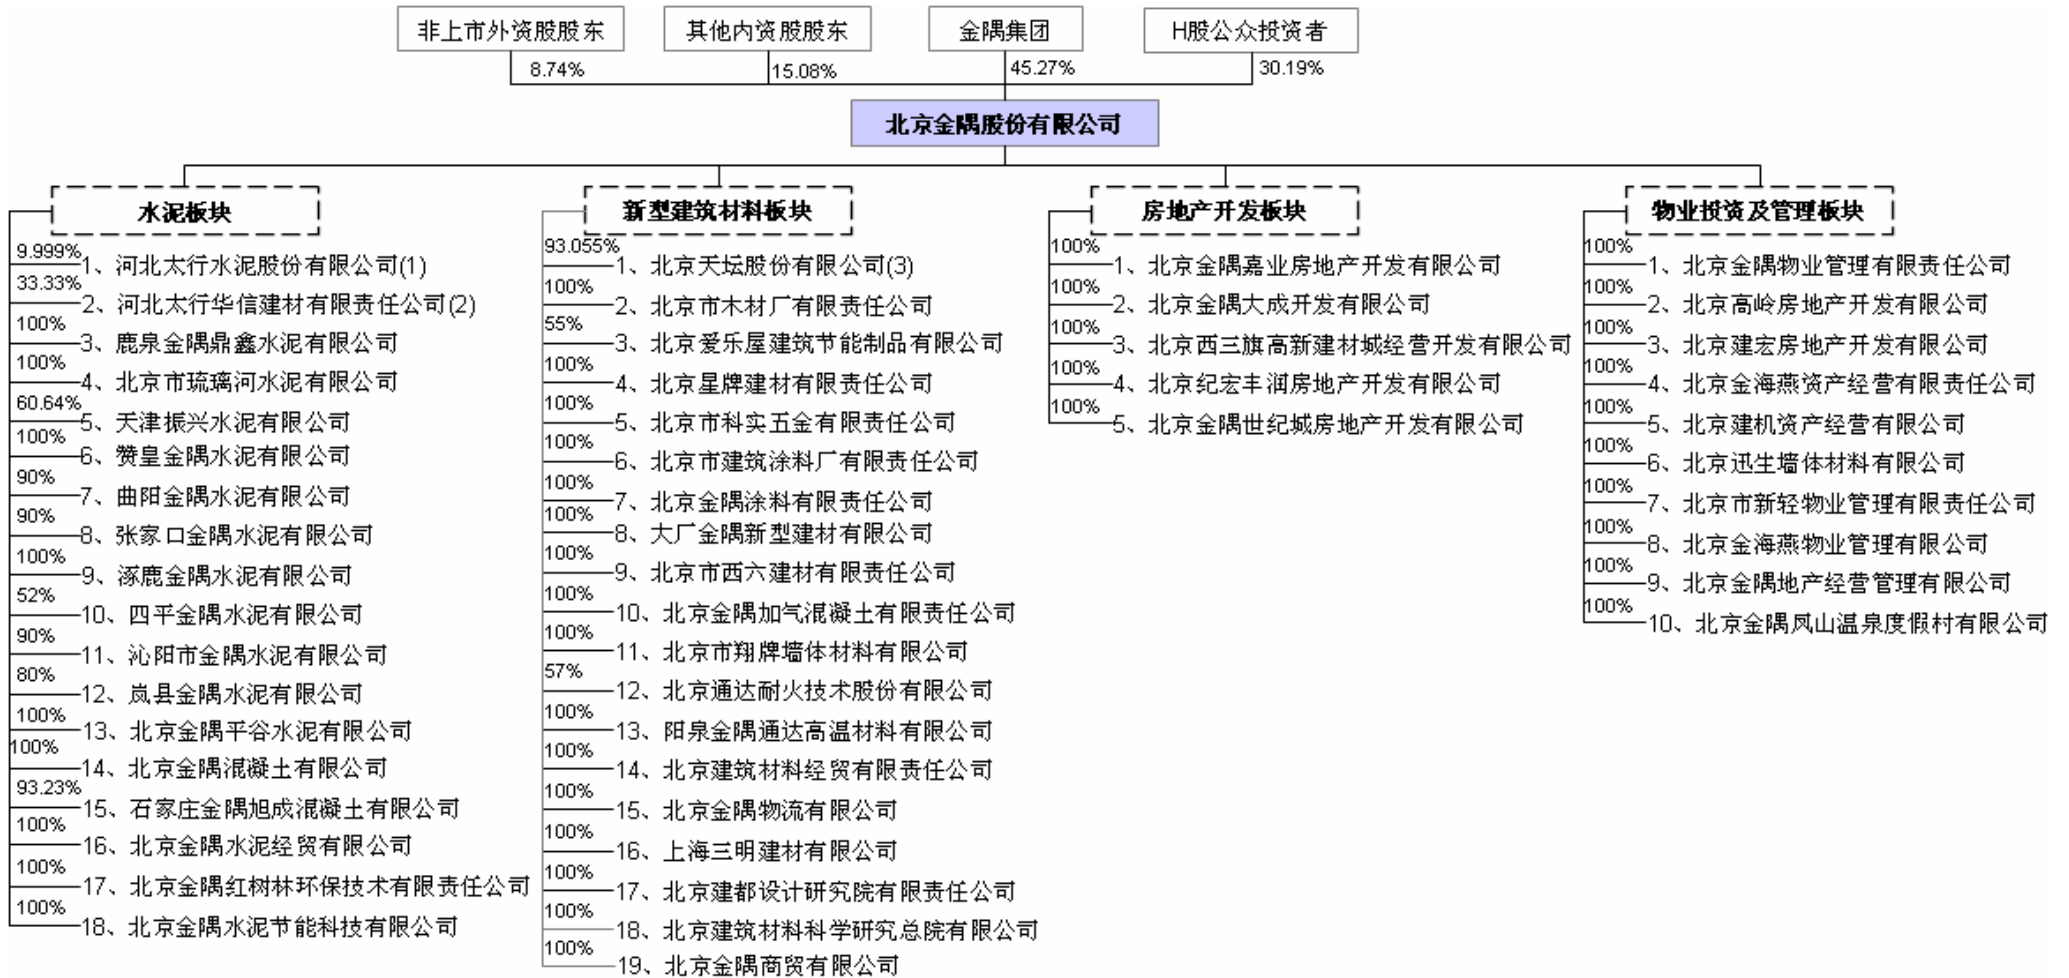 非上市外资股股东
其他内资股股东
金隅集团
H股公众投资者
8.74%
15.08%
45.27%
30.19%
北京金隅股份有限公司
水泥板块
9.999%
1、河北太行水泥股份有限公司(1)
33.33%
2、河北太行华信建材有限责任公司(2)
100%
3、鹿泉金隅鼎鑫水泥有限公司
100%
4、北京市琉璃河水泥有限公司
60.64%
5、天津振兴水泥有限公司
100%
6、赞皇金隅水泥有限公司
90%
7、曲阳金隅水泥有限公司
90%
8、张家口金隅水泥有限公司
100%
9、涿鹿金隅水泥有限公司
52%
10、四平金隅水泥有限公司
90%
11、沁阳市金隅水泥有限公司
80%
12、岚县金隅水泥有限公司
100%
13、北京金隅平谷水泥有限公司
100%
14、北京金隅混凝土有限公司
93.23%
15、石家庄金隅旭成混凝土有限公司
100%
16、北京金隅水泥经贸有限公司
100%
17、北京金隅红树林环保技术有限责任公司
100%
18、北京金隅水泥节能科技有限公司
新型建筑材料板块
93.055%
1、北京天坛股份有限公司(3)
100%
2、北京市木材厂有限责任公司
55%
3、北京爱乐屋建筑节能制品有限公司
100%
4、北京星牌建材有限责任公司
100%
5、北京市科实五金有限责任公司
100%
6、北京市建筑涂料厂有限责任公司
100%
7、北京金隅涂料有限责任公司
100%
8、大厂金隅新型建材有限公司
100%
9、北京市西六建材有限责任公司
100%
10、北京金隅加气混凝土有限责任公司
100%
11、北京市翔牌墙体材料有限公司
57%
12、北京通达耐火技术股份有限公司
100%
13、阳泉金隅通达高温材料有限公司
100%
14、北京建筑材料经贸有限责任公司
100%
15、北京金隅物流有限公司
100%
16、上海三明建材有限公司
100%
17、北京建都设计研究院有限责任公司
100%
18、北京建筑材料科学研究总院有限公司
100%
19、北京金隅商贸有限公司
房地产开发板块
100%
1、北京金隅嘉业房地产开发有限公司
100%
2、北京金隅大成开发有限公司
100%
3、北京西三旗高新建材城经营开发有限公司
100%
4、北京纪宏丰润房地产开发有限公司
100%
5、北京金隅世纪城房地产开发有限公司
物业投资及管理板块
100%
1、北京金隅物业管理有限责任公司
100%
2、北京高岭房地产开发有限公司
100%
3、北京建宏房地产开发有限公司
100%
4、北京金海燕资产经营有限责任公司
100%
5、北京建机资产经营有限公司
100%
6、北京迅生墙体材料有限公司
100%
7、北京市新轻物业管理有限责任公司
100%
8、北京金海燕物业管理有限公司
100%
9、北京金隅地产经营管理有限公司
100%
10、北京金隅凤山温泉度假村有限公司